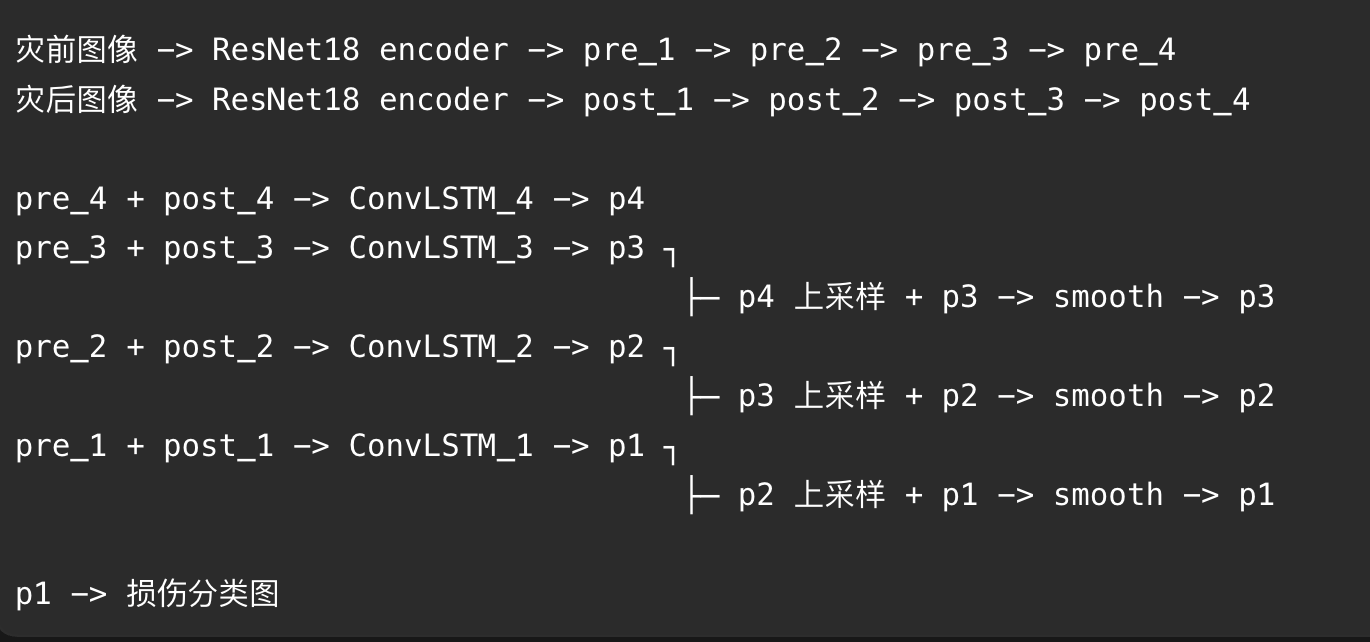 灾前图像 —> ResNet18 encoder —> pre_1 —> pre_2 —> pre_3 —> pre_4
灾后图像 —> ResNet18 encoder —> post_1 —> post_2 —> post_3 —> post_4
pre_4 + post_4 —> ConvLSTM_4 —> p4
pre_3 + post_3 —> ConvLSTM_3 —> p3 ┐
├─ p4 上采样 + p3 —> smooth —> p3
pre_2 + post_2 —> ConvLSTM_2 —> p2 ┐
├─ p3 上采样 + p2 —> smooth —> p2
pre_1 + post_1 —> ConvLSTM_1 —> p1 ┐
├─ p2 上采样 + p1 —> smooth —> p1
p1 —> 损伤分类图